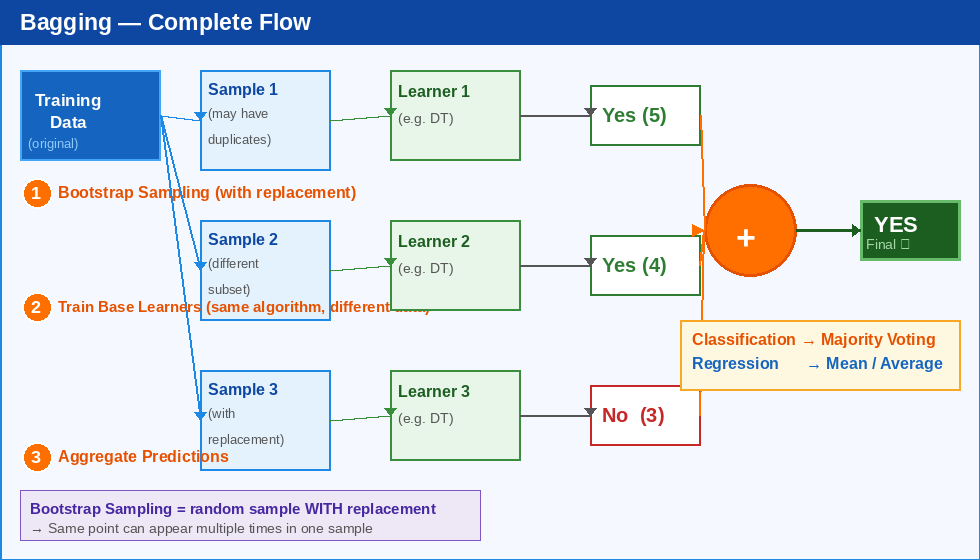 Bagging — Complete Flow
Training
Data
(original)
Sample 1
(may have
duplicates)
Learner 1
(e.g. DT)
Yes (5)
1 Bootstrap Sampling (with replacement)
Sample 2
(different
subset)
Learner 2
(e.g. DT)
Yes (4)
+
YES
Final
2 Train Base Learners (same algorithm, different data)
Classification → Majority Voting
Regression → Mean / Average
Sample 3
(with
replacement)
Learner 3
(e.g. DT)
No (3)
3 Aggregate Predictions
Bootstrap Sampling = random sample WITH replacement
→ Same point can appear multiple times in one sample